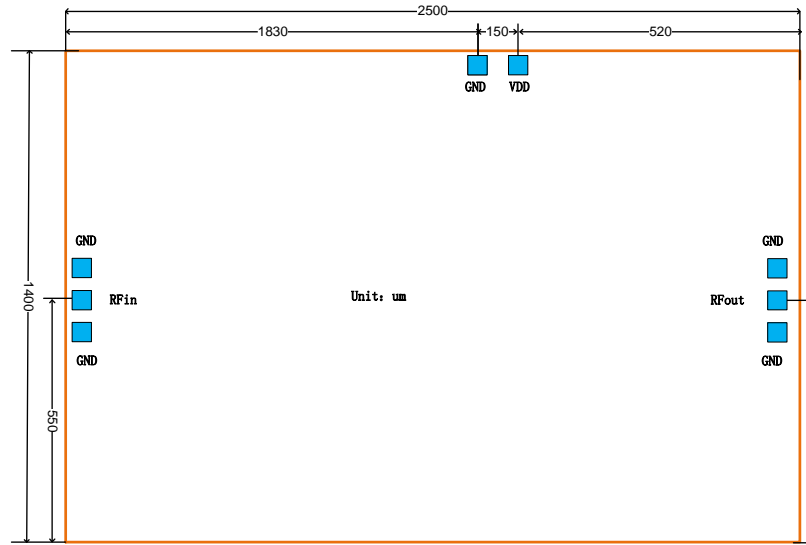 2500
1830
150
520
GND
VDD
GND
GND
1400
RFin
Unit: um
RFout
GND
GND
550